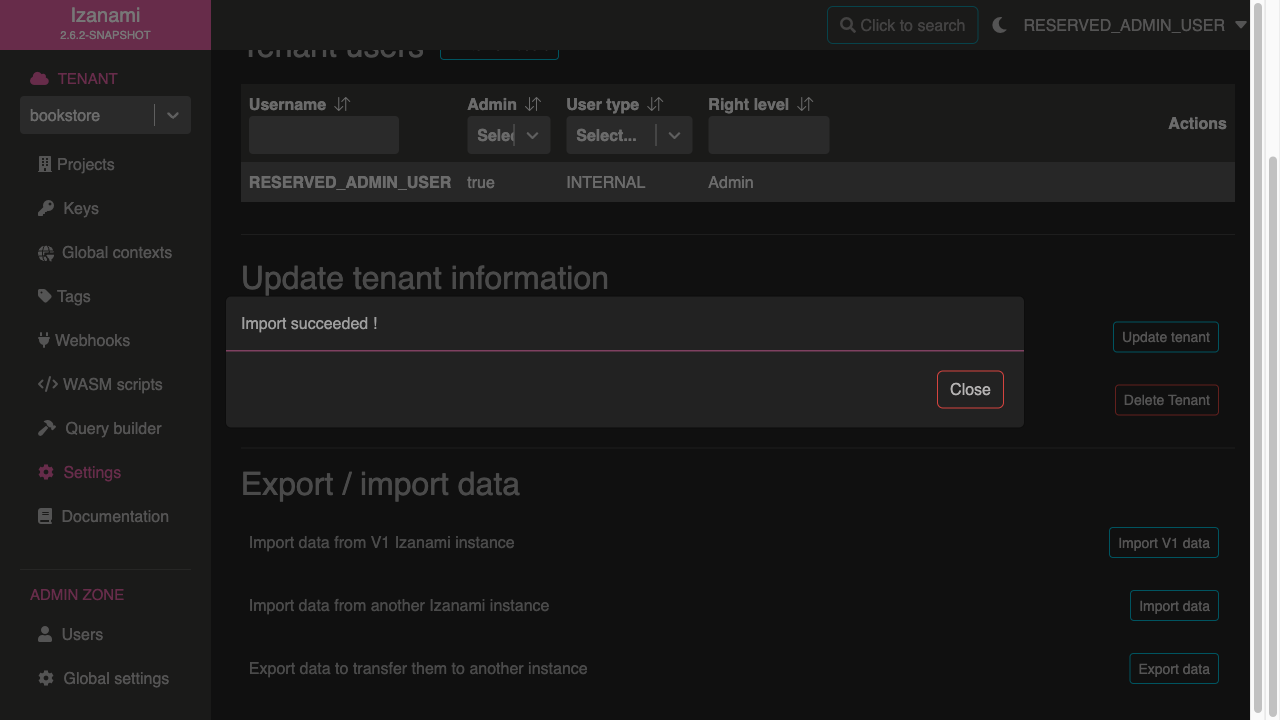 Izanami
2.6.2-SNAPSHOT
Click to search
RESERVED_ADMIN_USER
TENANT
bookstore
Projects
Keys
Global contexts
Tags
Webhooks
WASM scripts
Query builder
Settings
Documentation
ADMIN ZONE
Users
Global settings
Tenant users
Username Admin User type Right level Actions
Selec Select...
RESERVED_ADMIN_USER true INTERNAL Admin
Update tenant information
Import succeeded !
Close
Update tenant
Delete Tenant
Export / import data
Import data from V1 Izanami instance Import V1 data
Import data from another Izanami instance Import data
Export data to transfer them to another instance Export data